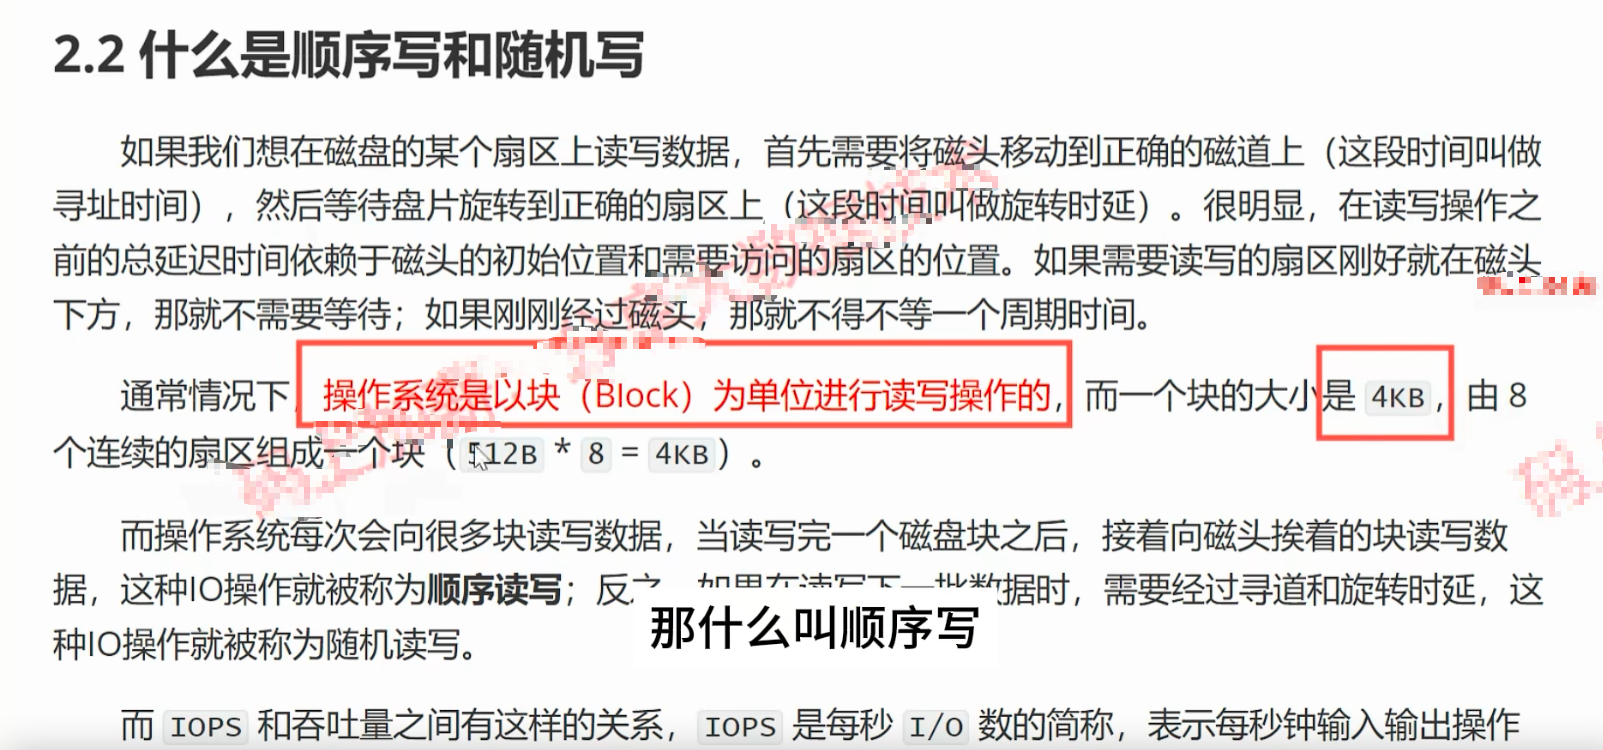 2.2 什么是顺序写和随机写
如果我们想在磁盘的某个扇区上读写数据，首先需要将磁头移动到正确的磁道上（这段时间叫做
寻址时间），然后等待盘片旋转到正确的扇区上（这段时间叫做旋转时延）。很明显，在读写操作之
前的总延迟时间依赖于磁头的初始位置和需要访问的扇区的位置。如果需要读写的扇区刚好就在磁头
下方，那就不需要等待；如果刚刚经过磁头，那就不得不等一个周期时间。
通常情况下，操作系统是以块（Block）为单位进行读写操作的，而一个块的大小是 4KB，由 8
个连续的扇区组成一个块（512B * 8 = 4KB）。
而操作系统每次会向很多块读写数据，当读写完一个磁盘块之后，接着向磁头挨着的块读写数
据，这种IO操作就被称为顺序读写；反之，如果在读写下一批数据时，需要经过寻道和旋转时延，这
种IO操作就被称为随机读写。
那什么叫顺序写
而 IOPS 和吞吐量之间有这样的关系，IOPS 是每秒 I/O 数的简称，表示每秒钟输入输出操作